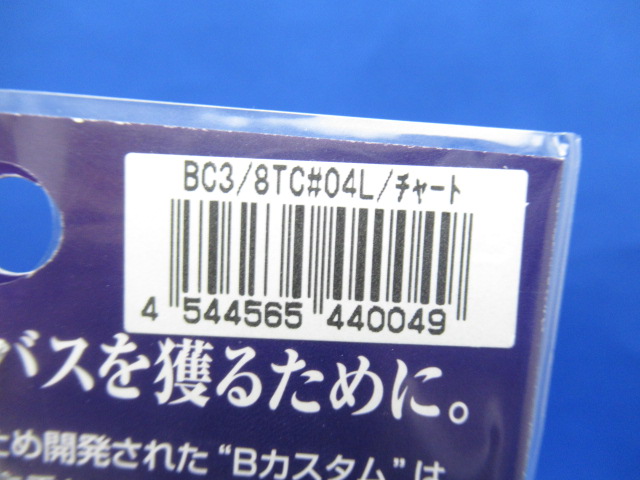 BC3/8TC#04L/チャート
4 544565 440049
バスを獲るために。
め開発された“Bカスタム”は